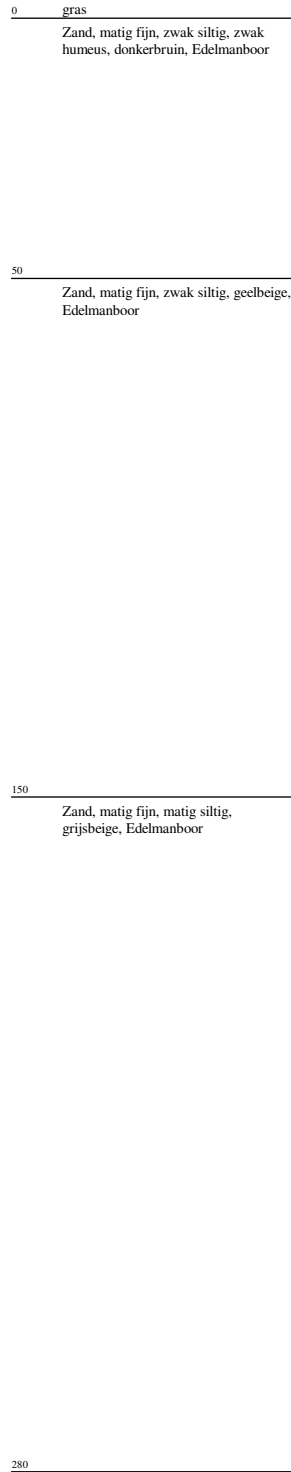 0 gras
Zand, matig fijn, zwak siltig, zwak
humeus, donkerbruin, Edelmanboor
50
Zand, matig fijn, zwak siltig, geelbeige,
Edelmanboor
150
Zand, matig fijn, matig siltig,
grijsbeige, Edelmanboor
280